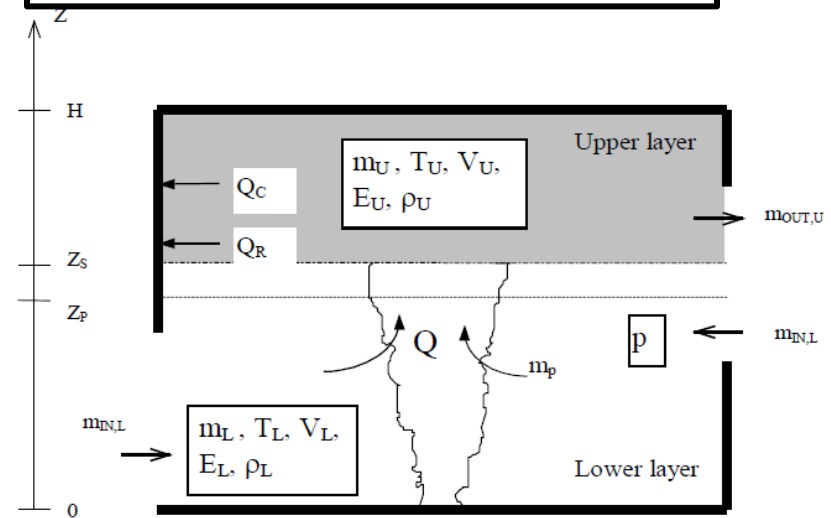 Z
H
Upper layer
m_U , T_U, V_U,
E_U, ρ_U
Q_C
m_OUT,U
Q_R
Z_S
Z_P
Q
p
m_IN,L
m_p
m_IN,L
m_L , T_L, V_L,
E_L, ρ_L
Lower layer
0